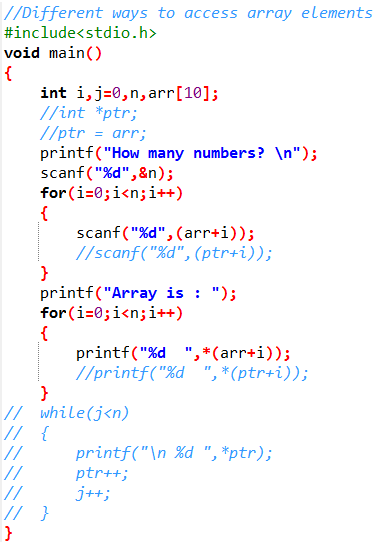 //Different ways to access array elements
#include<stdio.h>
void main()
{
    int i,j=0,n,arr[10];
    //int *ptr;
    //ptr = arr;
    printf("How many numbers? \n");
    scanf("%d",&n);
    for(i=0;i<n;i++)
    {
        scanf("%d",(arr+i));
        //scanf("%d",(ptr+i));
    }
    printf("Array is : ");
    for(i=0;i<n;i++)
    {
        printf("%d  ",*(arr+i));
        //printf("%d  ",*(ptr+i));
    }
//  while(j<n)
//  {
//      printf("\n %d ",*ptr);
//      ptr++;
//      j++;
//  }
}